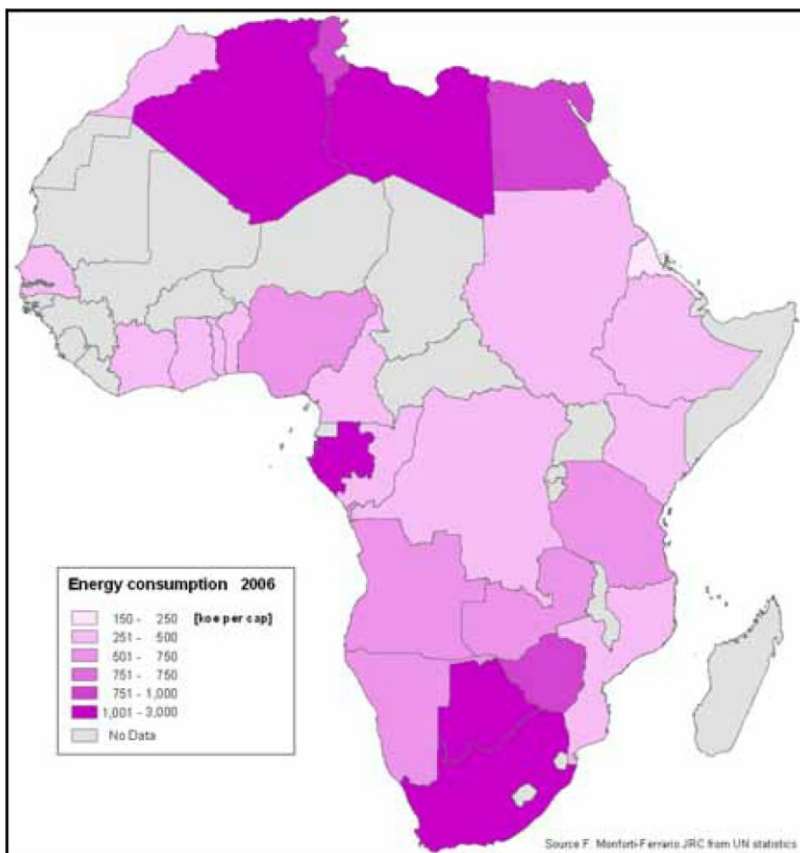 Energy consumption 2006
150 - 250 [koe per cap]
251 - 500
501 - 750
751 - 750
751 - 1,000
1,001 - 3,000
No Data
Source F. Monforti-Ferrario JRC from UN statistics